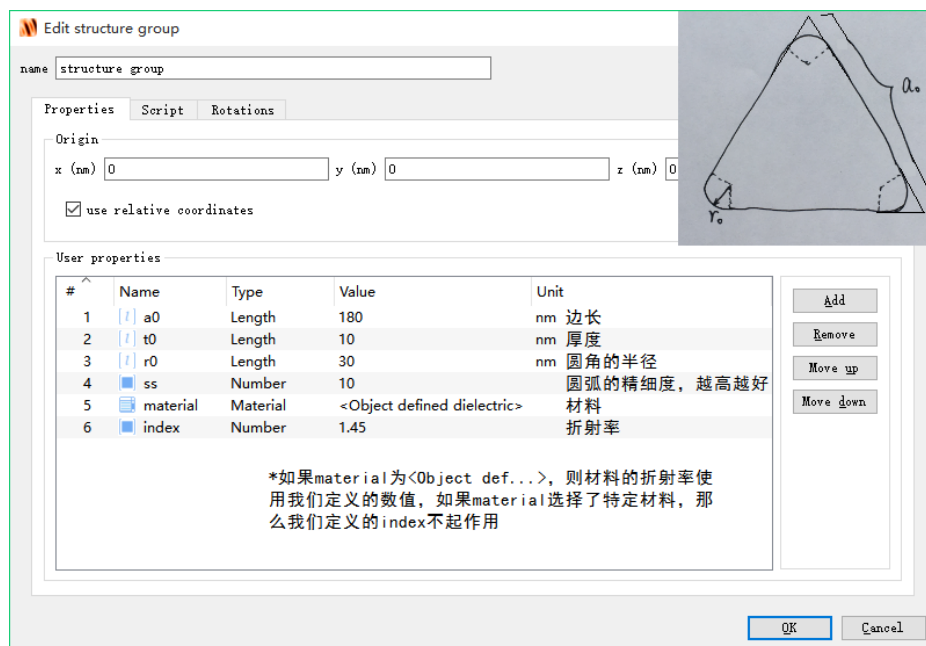 Edit structure group
name structure group
Properties Script Rotations
Origin
x (nm) 0 y (nm) 0 z (nm) 0
use relative coordinates
a₀
r₀
User properties
# Name Type Value Unit
1 a0 Length 180 nm 边长
2 t0 Length 10 nm 厚度
3 r0 Length 30 nm 圆角的半径
4 ss Number 10 圆弧的精细度，越高越好
5 material Material <Object defined dielectric> 材料
6 index Number 1.45 折射率
*如果material为<Object def...>，则材料的折射率使
用我们定义的数值，如果material选择了特定材料，那
么我们定义的index不起作用
Add
Remove
Move up
Move down
OK Cancel